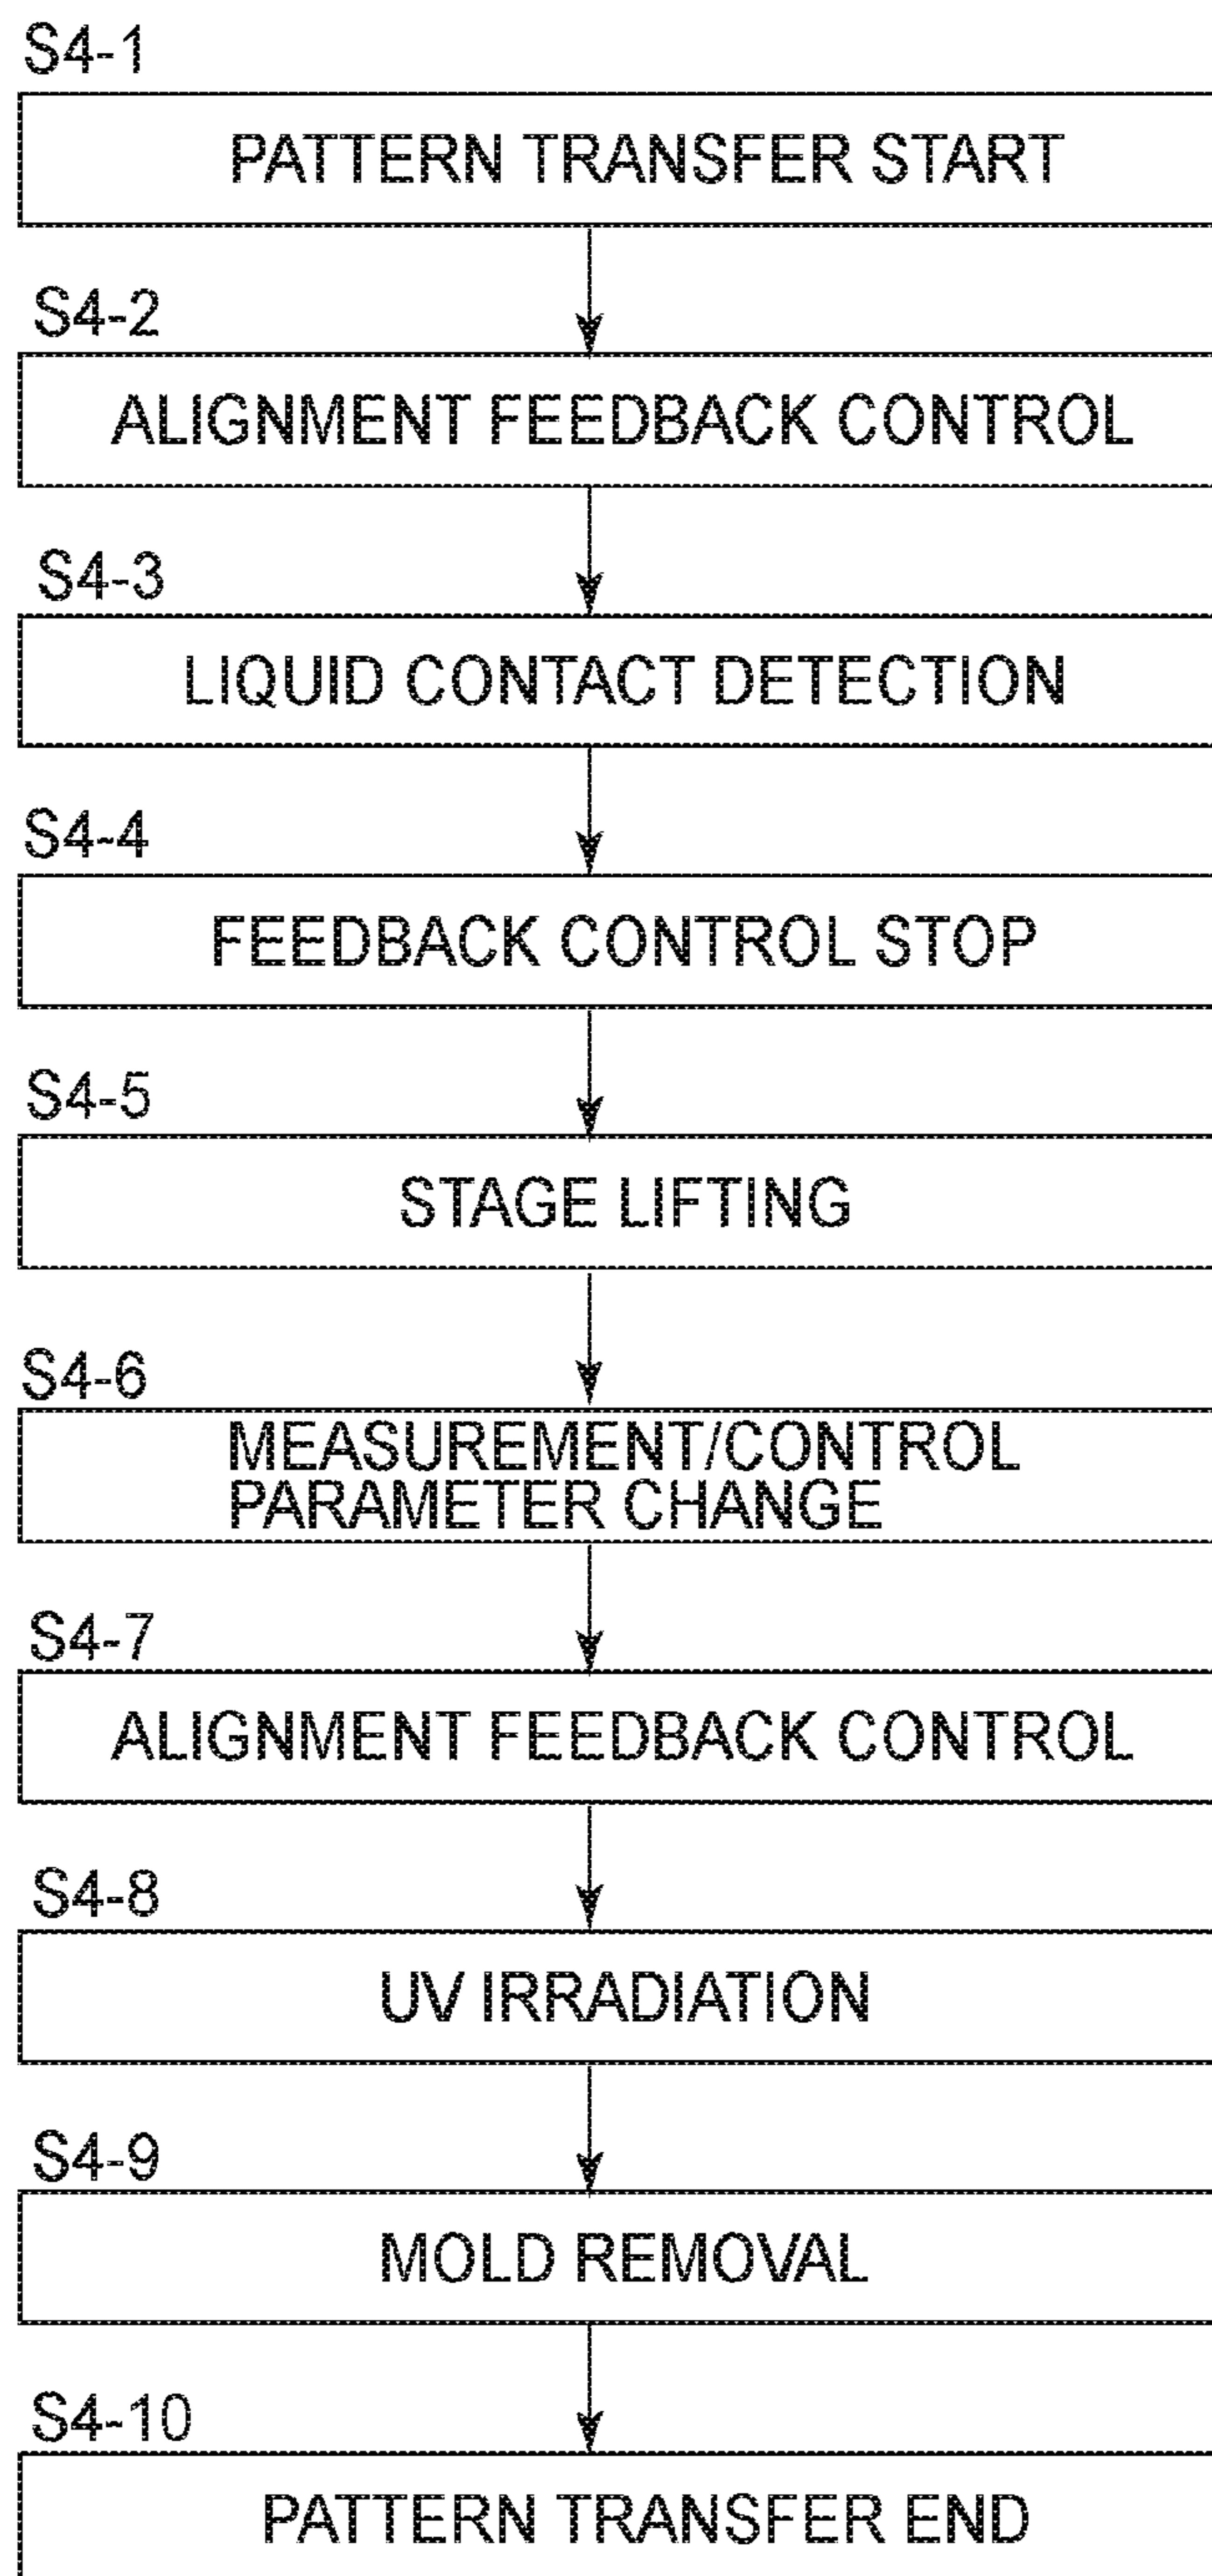 S4-1
PATTERN TRANSFER START
S4-2
ALIGNMENT FEEDBACK CONTROL
S4-3
LIQUID CONTACT DETECTION
S4-4
FEEDBACK CONTROL STOP
S4-5
STAGE LIFTING
S4-6
MEASUREMENT/CONTROL
PARAMETER CHANGE
S4-7
ALIGNMENT FEEDBACK CONTROL
S4-8
UV IRRADIATION
S4-9
MOLD REMOVAL
S4-10
PATTERN TRANSFER END